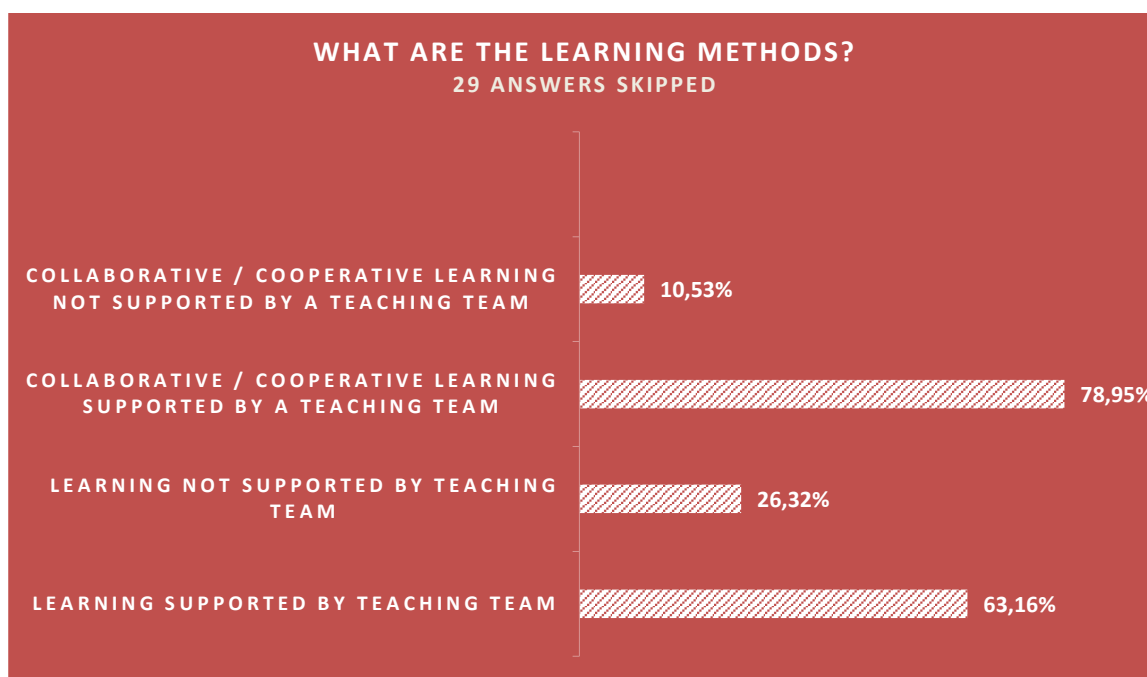 WHAT ARE THE LEARNING METHODS?
29 ANSWERS SKIPPED
COLLABORATIVE / COOPERATIVE LEARNING
NOT SUPPORTED BY A TEACHING TEAM
10,53%
COLLABORATIVE / COOPERATIVE LEARNING
SUPPORTED BY A TEACHING TEAM
78,95%
LEARNING NOT SUPPORTED BY TEACHING
TEAM
26,32%
LEARNING SUPPORTED BY TEACHING TEAM
63,16%